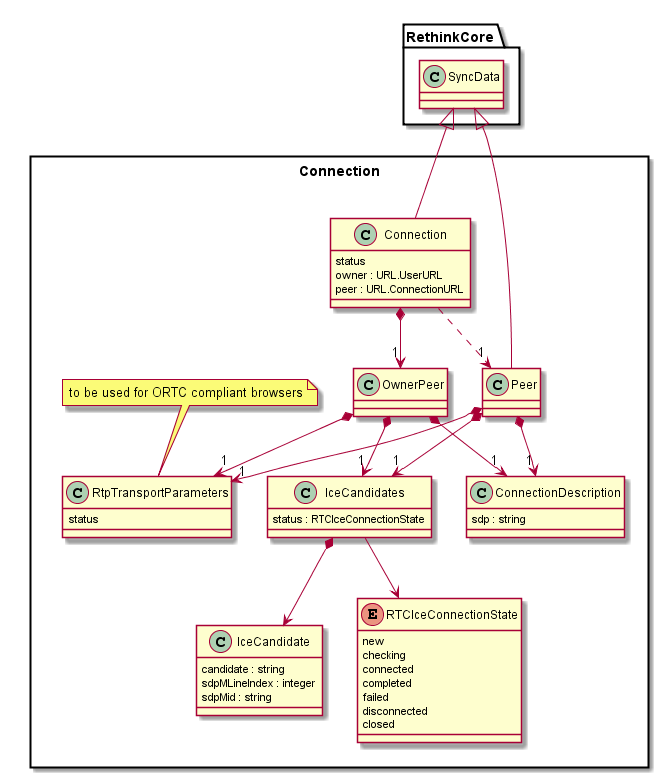 RethinkCore
C SyncData
Connection
C Connection
status
owner : URL.UserURL
peer : URL.ConnectionURL
1
1
to be used for ORTC compliant browsers
C OwnerPeer
C Peer
1
1
1
1
1
1
C RtpTransportParameters
status
C IceCandidates
status : RTCIceConnectionState
C ConnectionDescription
sdp : string
C IceCandidate
candidate : string
sdpMLineIndex : integer
sdpMid : string
E RTCIceConnectionState
new
checking
connected
completed
failed
disconnected
closed